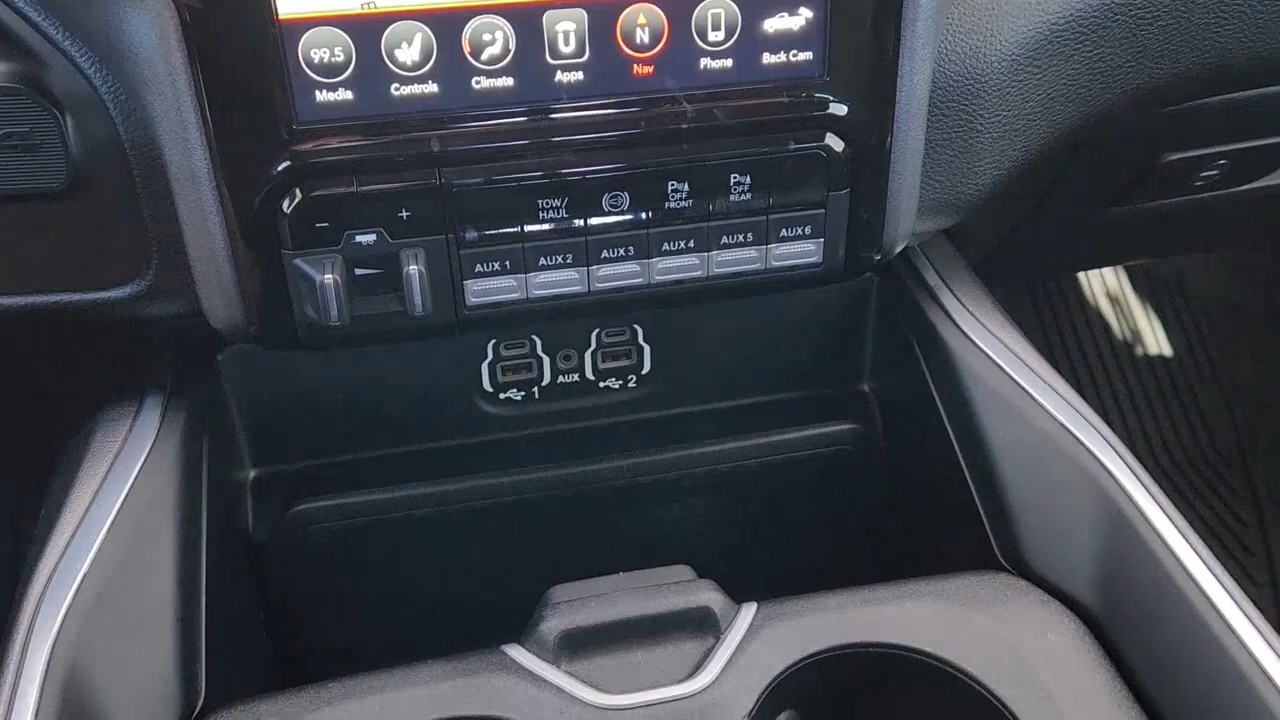 99.5
Media
Controls
Climate
Apps
N
Nav
Phone
Back Cam
TOW/
HAUL
P OFF
FRONT
P OFF
REAR
- +
AUX 1
AUX 2
AUX 3
AUX 4
AUX 5
AUX 6
1
AUX
2